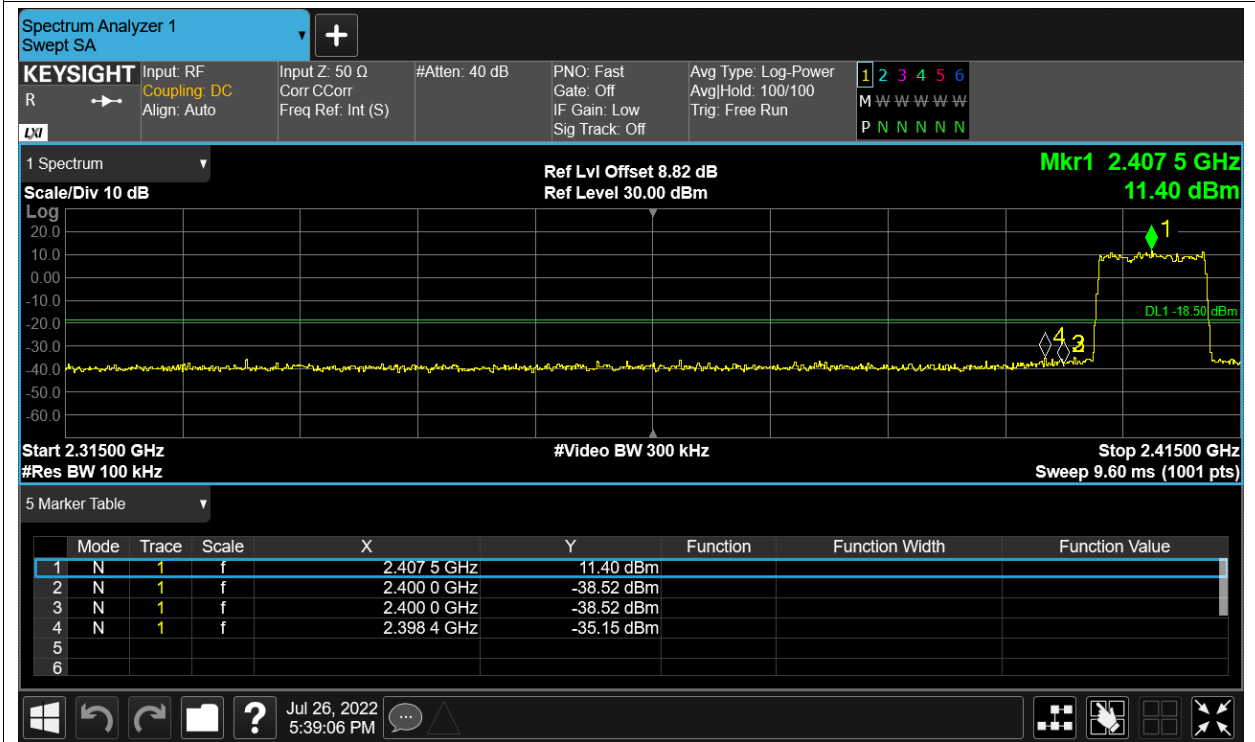 Spectrum Analyzer 1
Swept SA
+
KEYSIGHT Input: RF Input Z: 50 Ω #Atten: 40 dB PNO: Fast Avg Type: Log-Power 1 2 3 4 5 6
R Coupling: DC Corr CCorr Gate: Off Avg|Hold: 100/100 M W W W W W
Align: Auto Freq Ref: Int (S) IF Gain: Low Trig: Free Run
LXI Sig Track: Off P N N N N N
1 Spectrum Ref Lvl Offset 8.82 dB Mkr1 2.407 5 GHz
Scale/Div 10 dB Ref Level 30.00 dBm 11.40 dBm
Log
20.0 1
10.0
0.00
-10.0
DL1 -18.50 dBm
-20.0
-30.0 4 2
-40.0
-50.0
-60.0
Start 2.31500 GHz #Video BW 300 kHz Stop 2.41500 GHz
#Res BW 100 kHz Sweep 9.60 ms (1001 pts)
5 Marker Table
Mode Trace Scale X Y Function Function Width Function Value
1 N 1 f 2.407 5 GHz 11.40 dBm
2 N 1 f 2.400 0 GHz -38.52 dBm
3 N 1 f 2.400 0 GHz -38.52 dBm
4 N 1 f 2.398 4 GHz -35.15 dBm
5
6
? Jul 26, 2022
5:39:06 PM